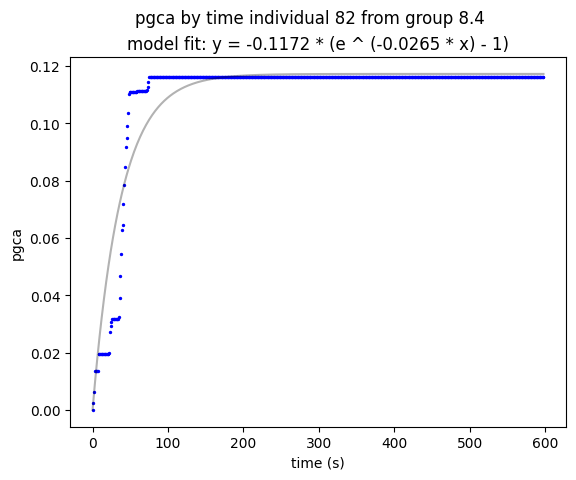 pgca by time individual 82 from group 8.4
model fit: y = -0.1172 * (e ^ (-0.0265 * x) - 1)
0.12
0.10
0.08
0.06
0.04
0.02
0.00
pgca
0 100 200 300 400 500 600
time (s)